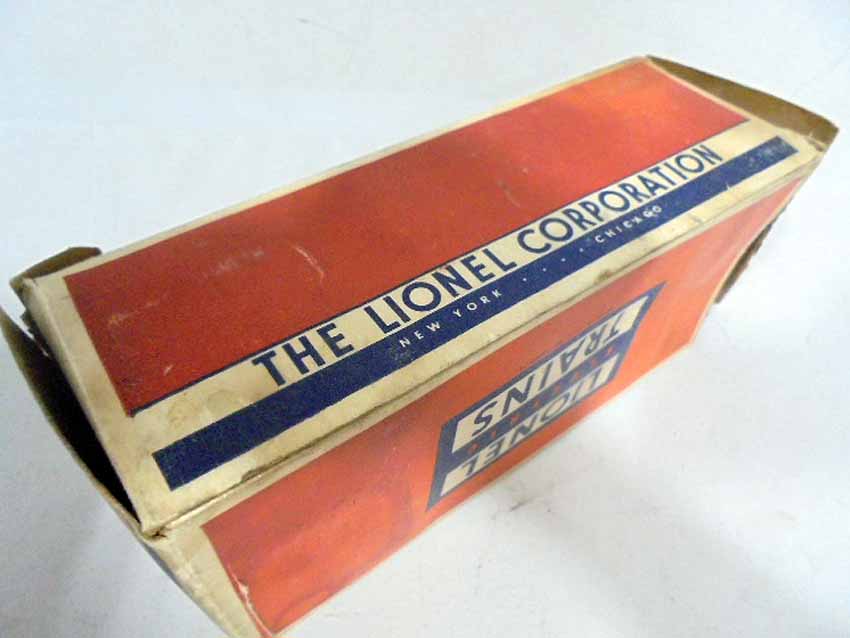 THE LIONEL CORPORATION
NEW YORK . . . . CHICAGO
LIONEL
TRAINS